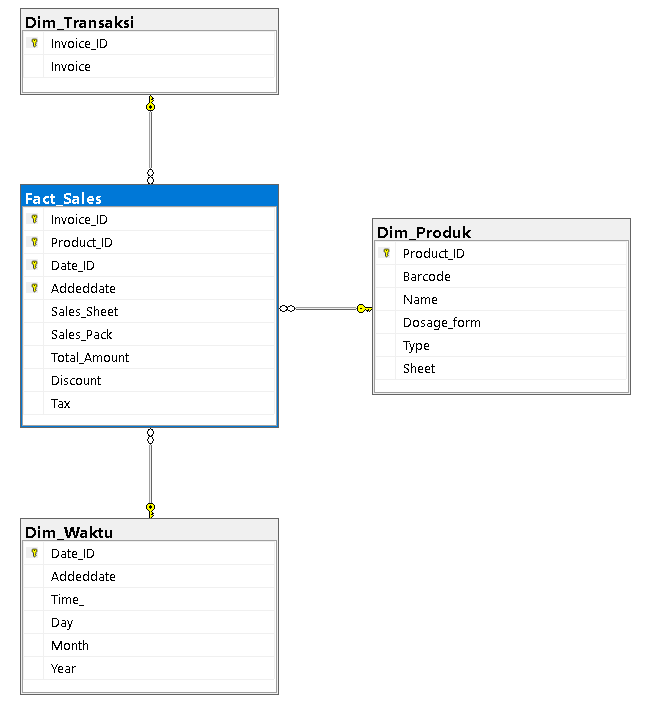 Dim_Transaksi
Invoice_ID
Invoice
Fact_Sales
Invoice_ID
Product_ID
Date_ID
Addeddate
Sales_Sheet
Sales_Pack
Total_Amount
Discount
Tax
Dim_Produk
Product_ID
Barcode
Name
Dosage_form
Type
Sheet
Dim_Waktu
Date_ID
Addeddate
Time_
Day
Month
Year